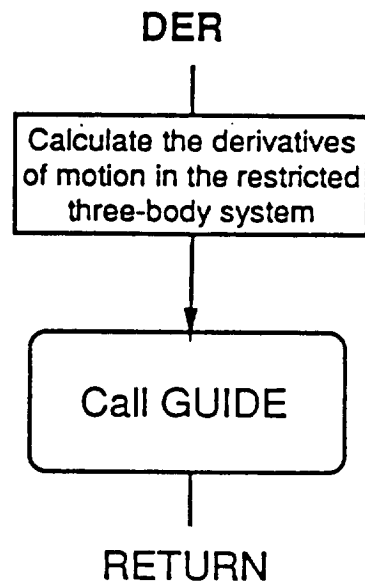 DER
Calculate the derivatives
of motion in the restricted
three-body system
Call GUIDE
RETURN